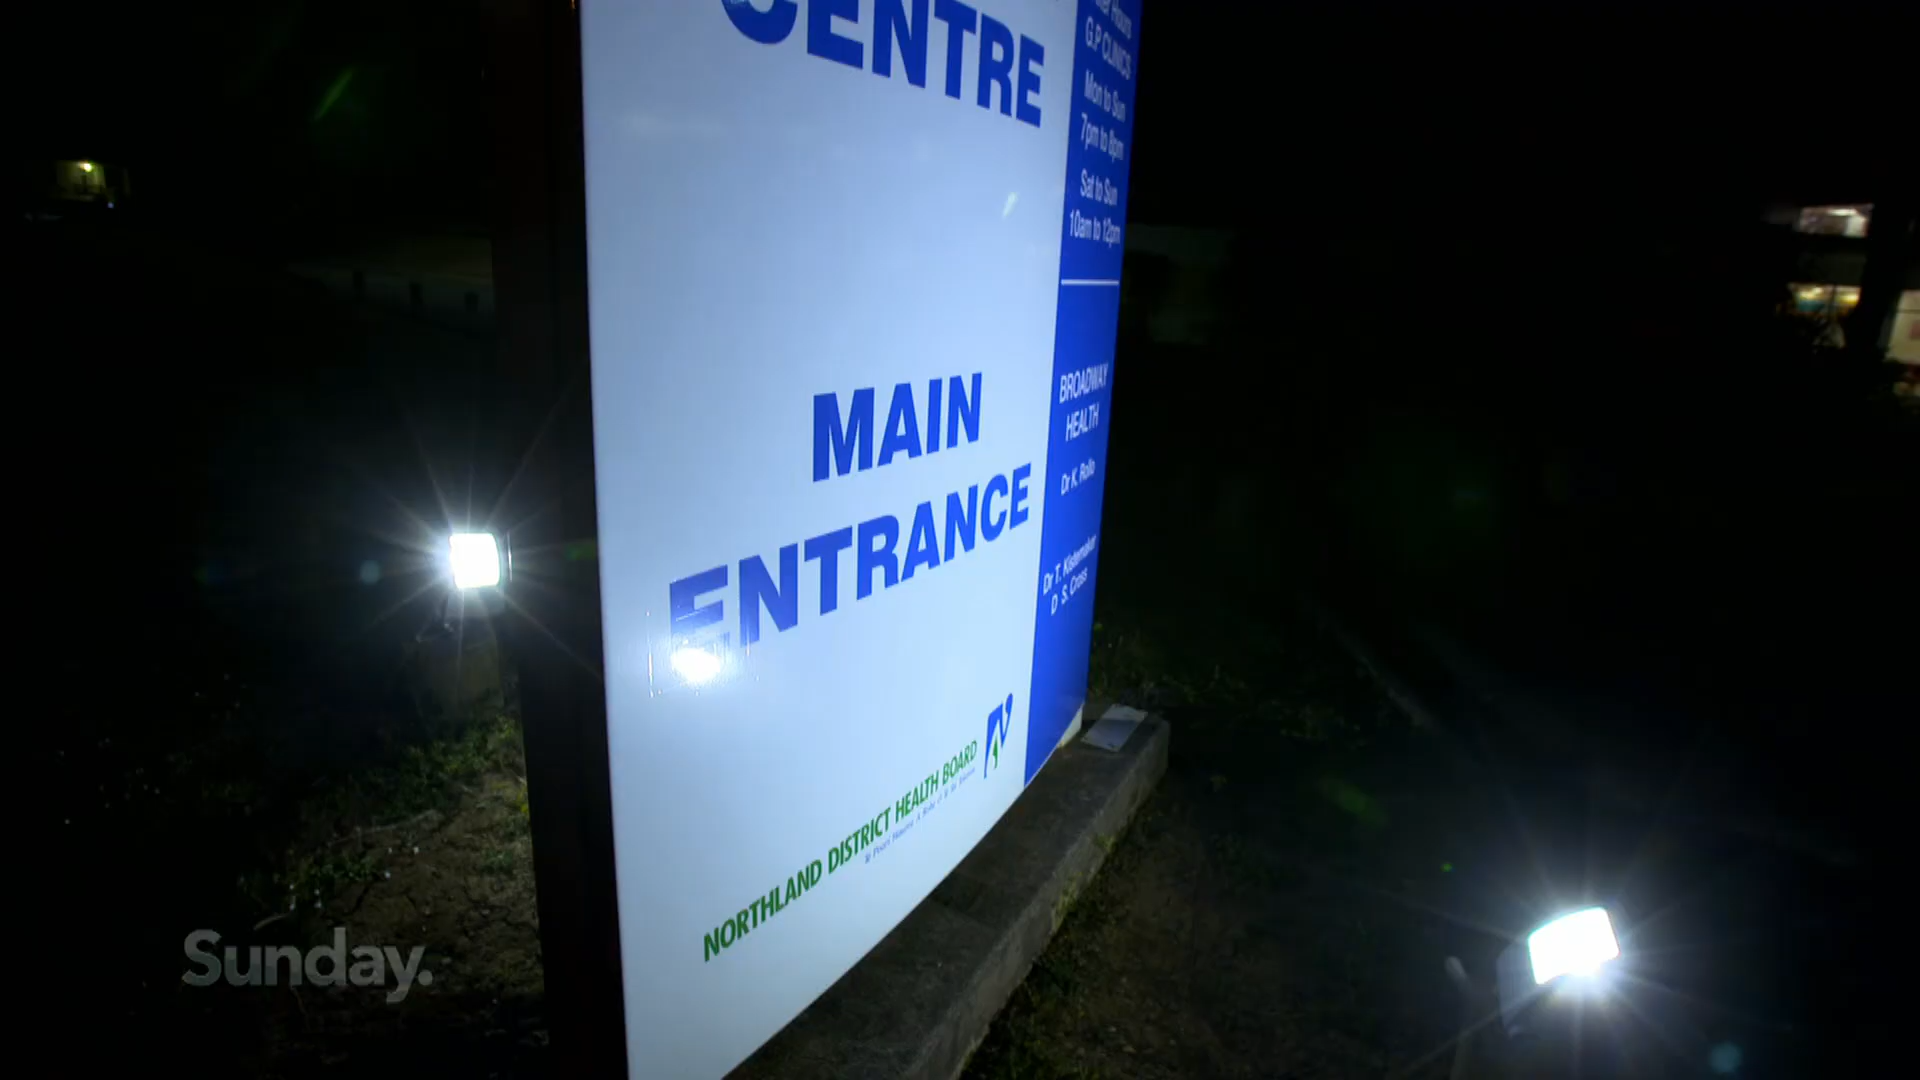 CENTRE
MAIN
ENTRANCE
NORTHLAND DISTRICT HEALTH BOARD
Hours
G.P CLINICS
Mon to Sun
7pm to 8pm
Sat to Sun
10am to 12pm
BROADWAY
HEALTH
Dr K. Rollo
Dr T. Kistemaker
D S. Cross
Sunday.